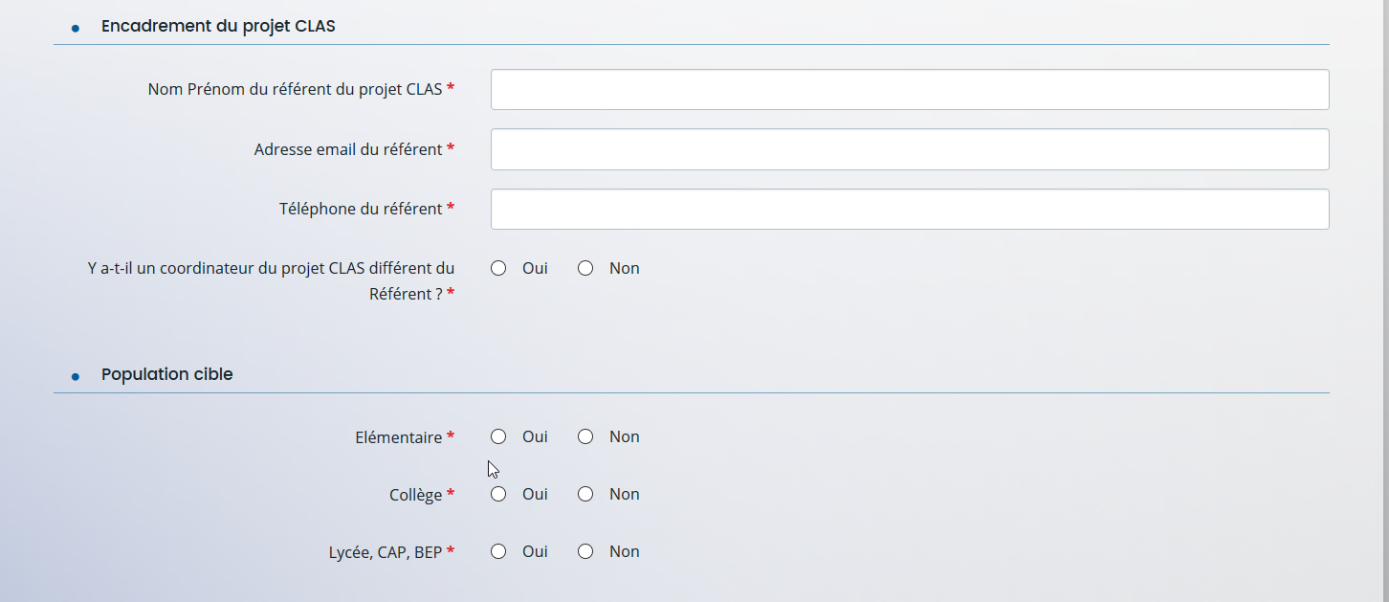 Encadrement du projet CLAS
Nom Prénom du référent du projet CLAS *
Adresse email du référent *
Téléphone du référent *
Y a-t-il un coordinateur du projet CLAS différent du Oui Non
Référent ? *
Population cible
Elémentaire * Oui Non
Collège * Oui Non
Lycée, CAP, BEP * Oui Non